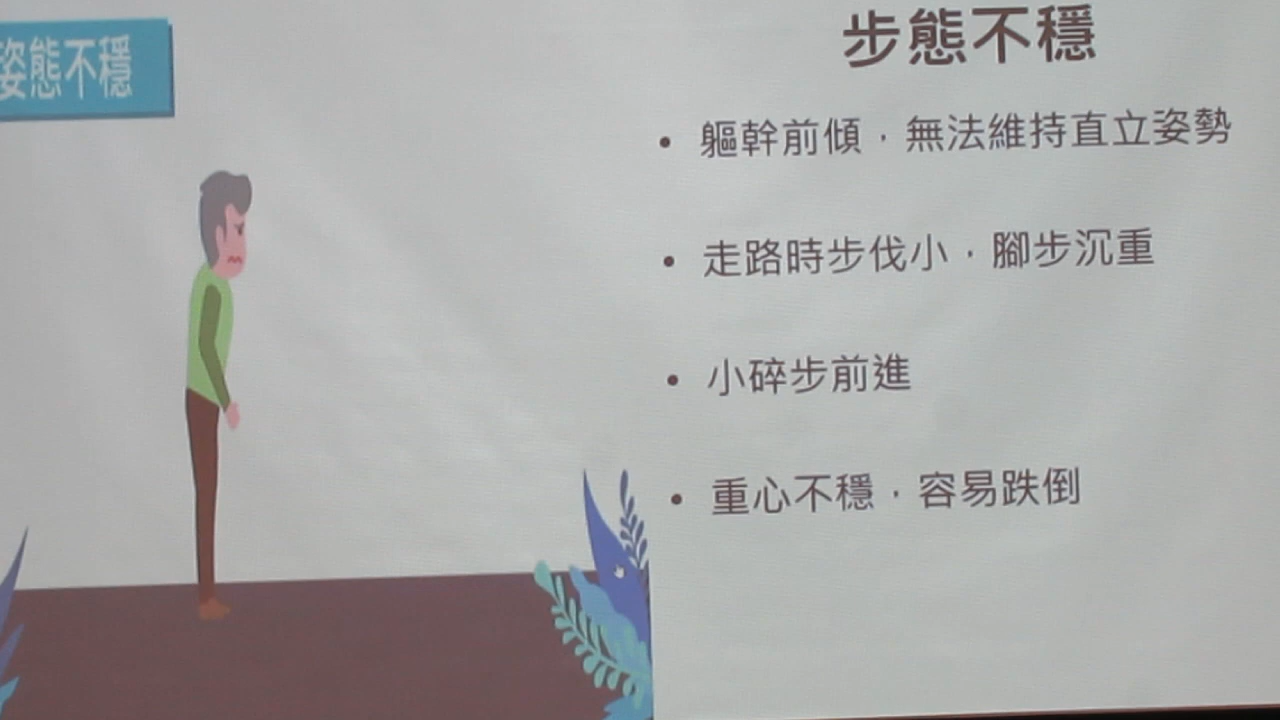 姿態不穩
步態不穩
• 軀幹前傾，無法維持直立姿勢
• 走路時步伐小，腳步沉重
• 小碎步前進
• 重心不穩，容易跌倒